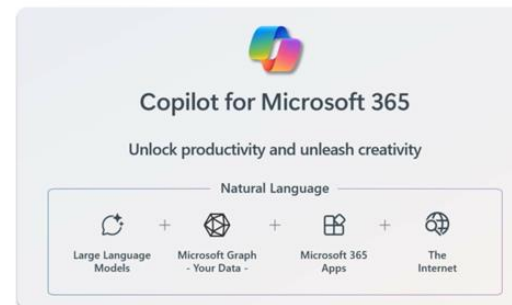 Copilot for Microsoft 365
Unlock productivity and unleash creativity
Natural Language
Large Language Models
+
Microsoft Graph - Your Data -
+
Microsoft 365 Apps
+
The Internet